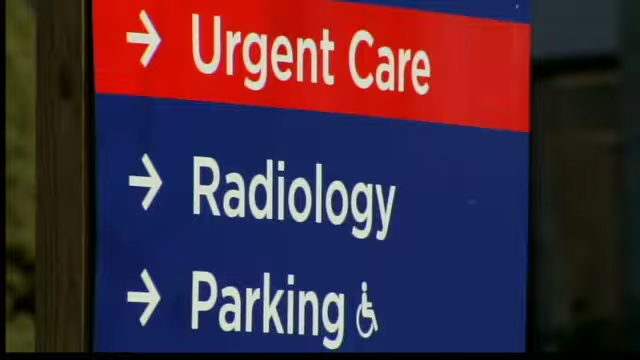 → Urgent Care
→ Radiology
→ Parking ♿